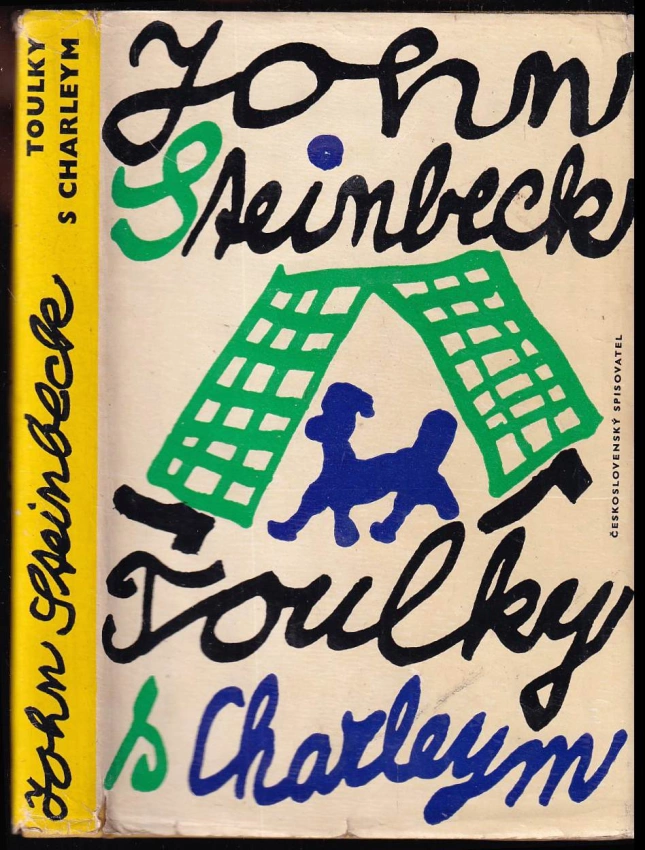 TOULKY
S CHARLEYM
John Steinbeck
John
Steinbeck
ČESKOSLOVENSKÝ SPISOVATEL
Toulky
s Charleym